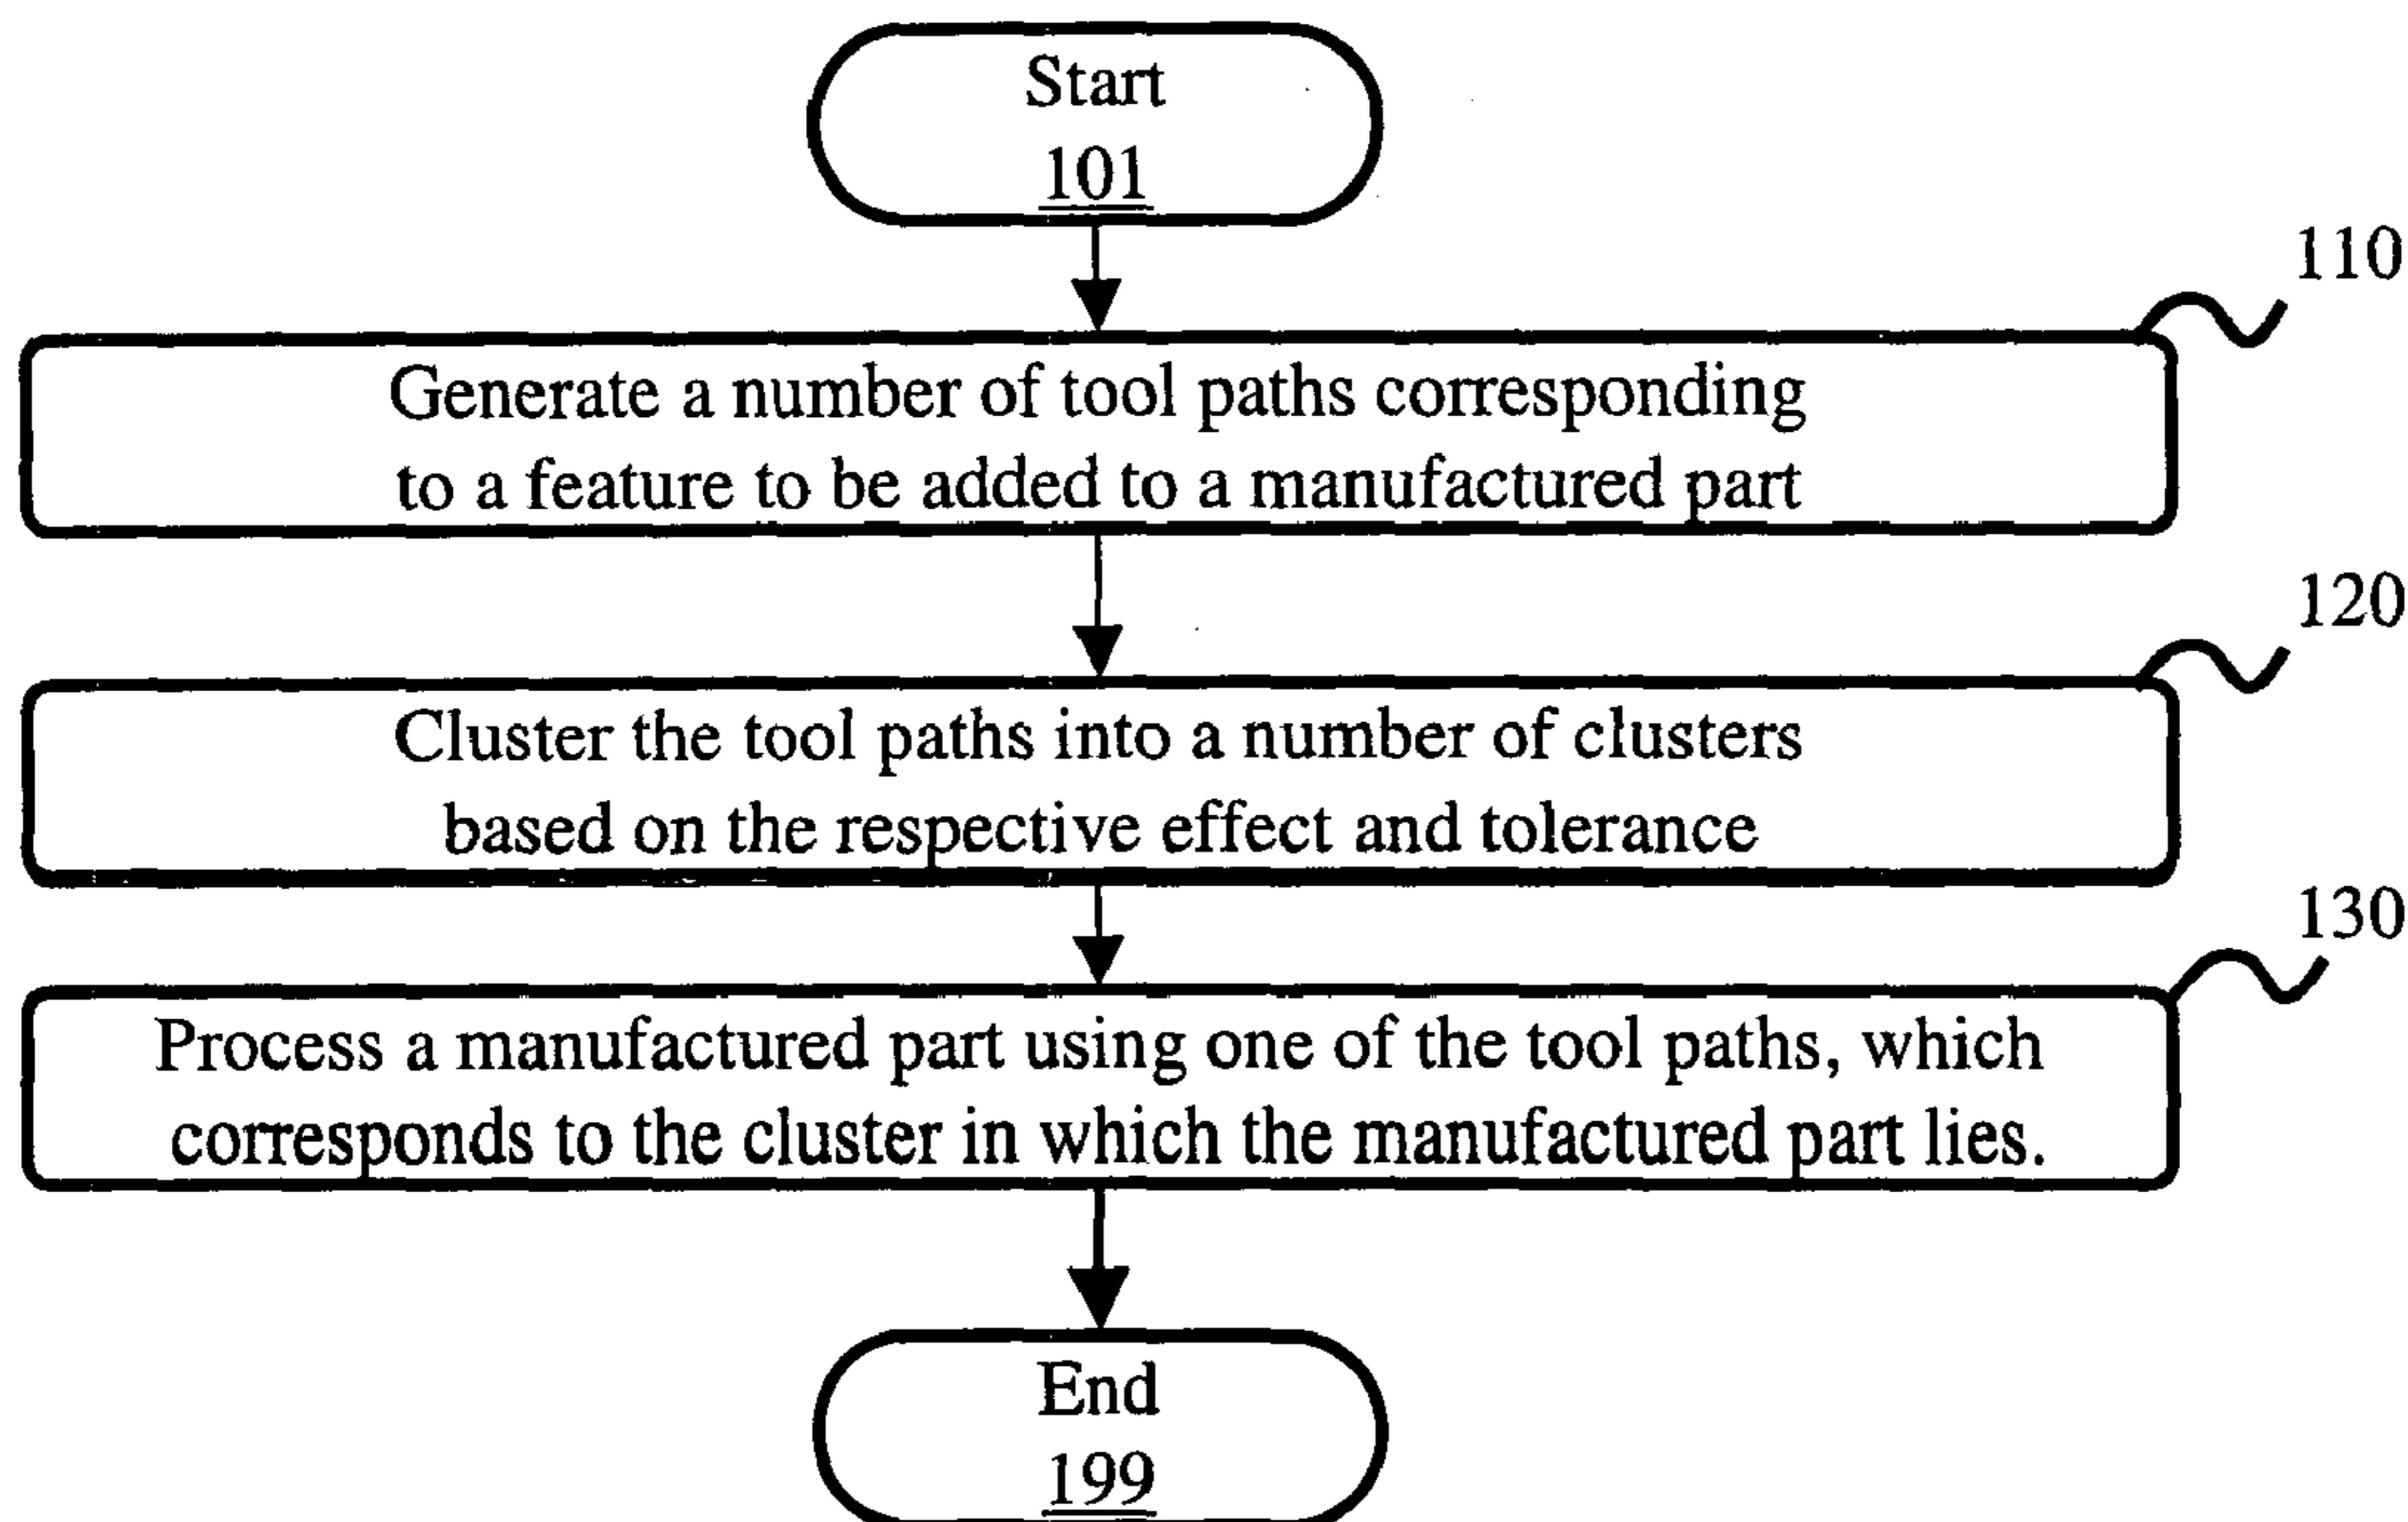 Start
101
110
Generate a number of tool paths corresponding
to a feature to be added to a manufactured part
120
Cluster the tool paths into a number of clusters
based on the respective effect and tolerance
130
Process a manufactured part using one of the tool paths, which
corresponds to the cluster in which the manufactured part lies.
End
199